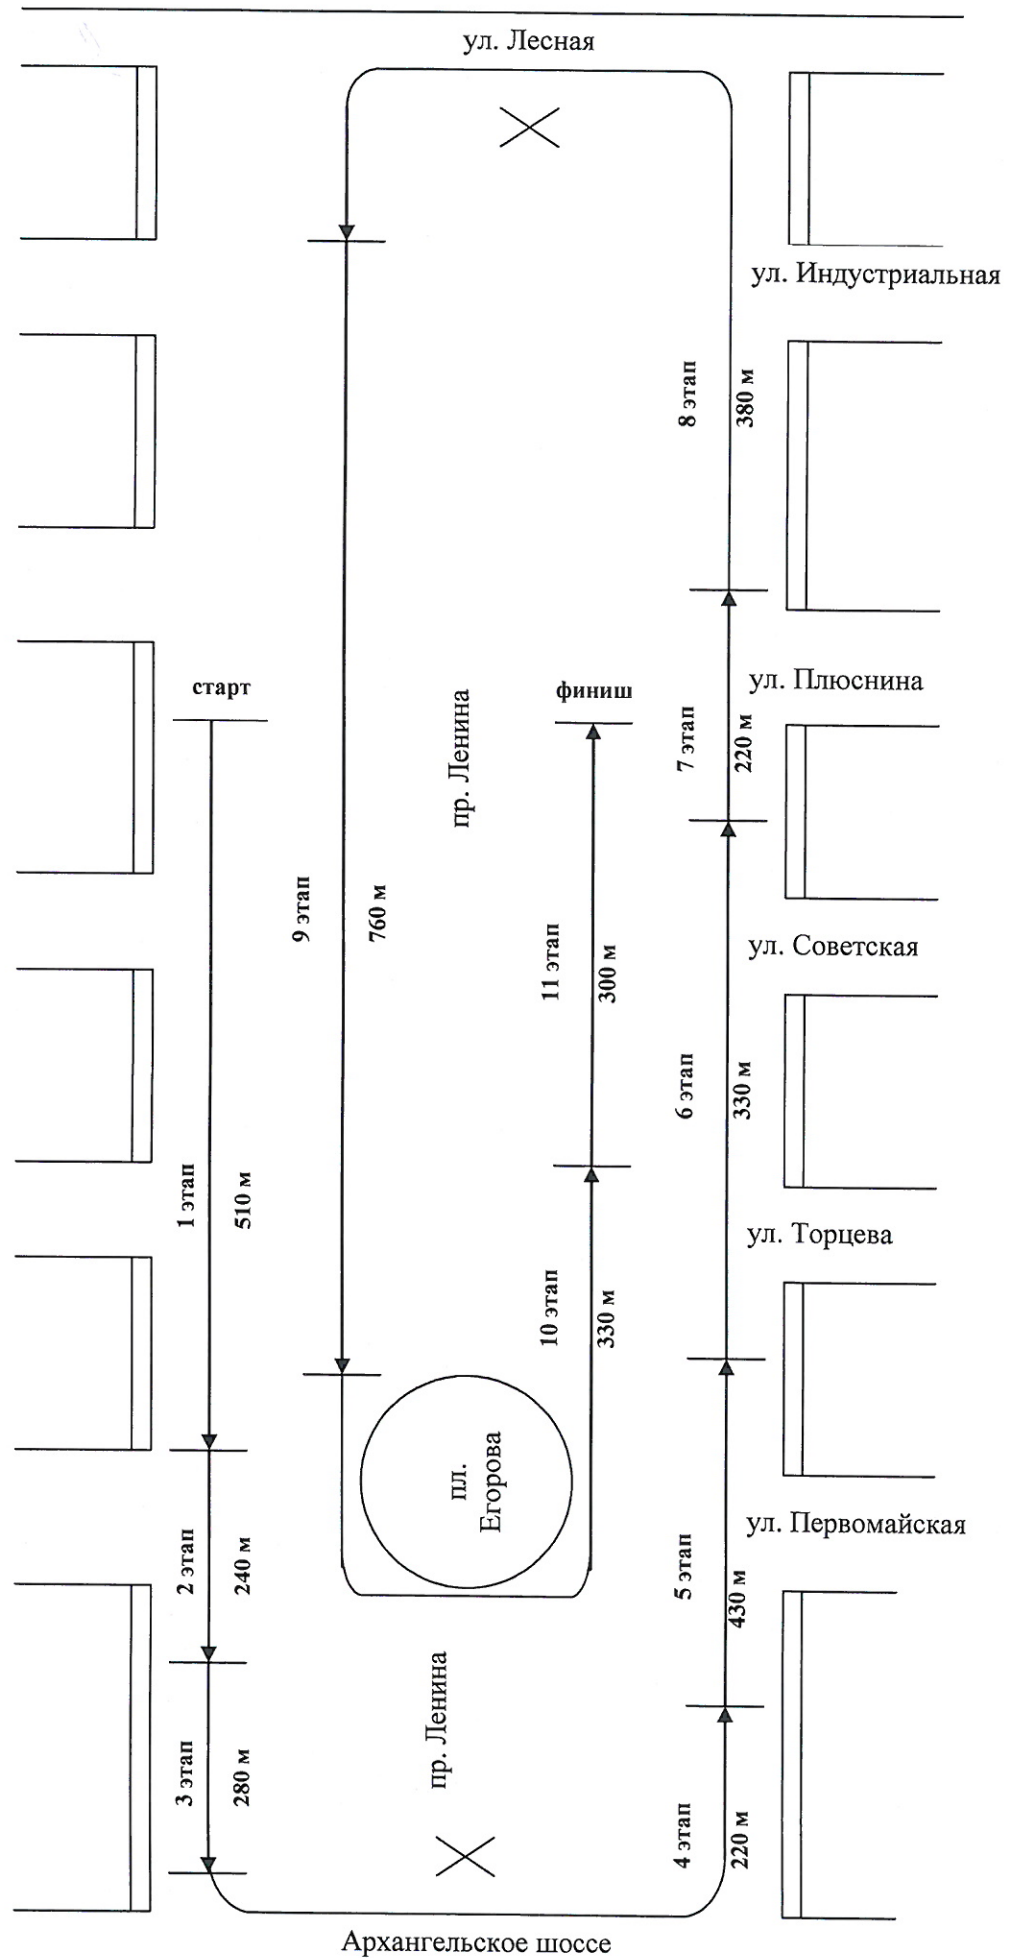 ул. Лесная
ул. Индустриальная
8 этап
380 м
ул. Плюснина
старт
финиш
пр. Ленина
7 этап
220 м
9 этап
760 м
11 этап
300 м
ул. Советская
6 этап
330 м
1 этап
510 м
ул. Торцева
10 этап
330 м
пл.
Егорова
ул. Первомайская
2 этап
240 м
5 этап
430 м
пр. Ленина
3 этап
280 м
4 этап
220 м
Архангельское шоссе